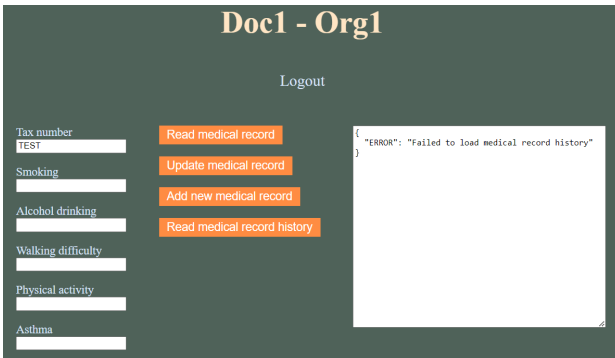 Doc1 - Org1
Logout
Tax number
TEST
Smoking
Alcohol drinking
Walking difficulty
Physical activity
Asthma
Read medical record
Update medical record
Add new medical record
Read medical record history
{
"ERROR": "Failed to load medical record history"
}